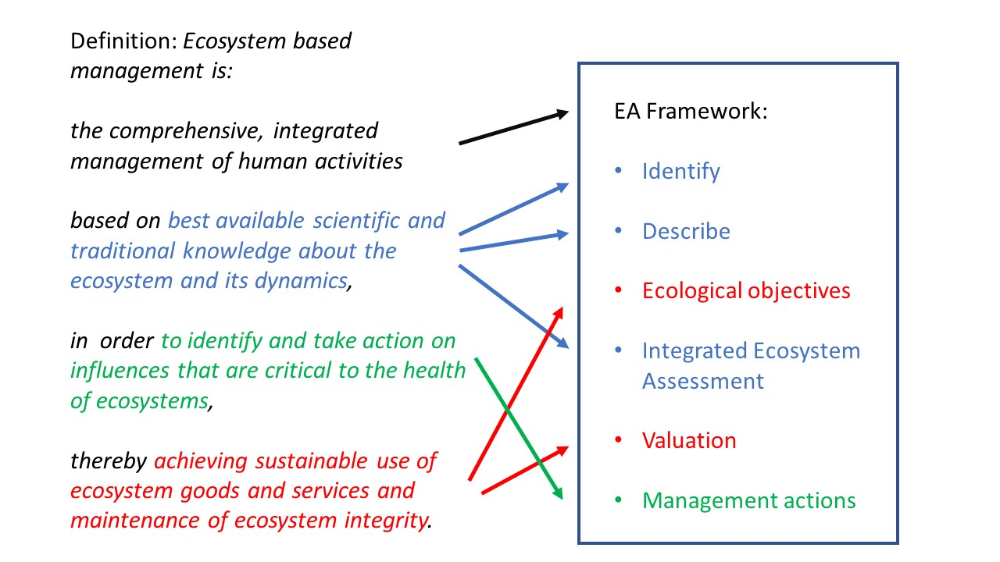 Definition: Ecosystem based
management is:
the comprehensive, integrated
management of human activities
based on best available scientific and
traditional knowledge about the
ecosystem and its dynamics,
in order to identify and take action on
influences that are critical to the health
of ecosystems,
thereby achieving sustainable use of
ecosystem goods and services and
maintenance of ecosystem integrity.
EA Framework:
• Identify
• Describe
• Ecological objectives
• Integrated Ecosystem
Assessment
• Valuation
• Management actions